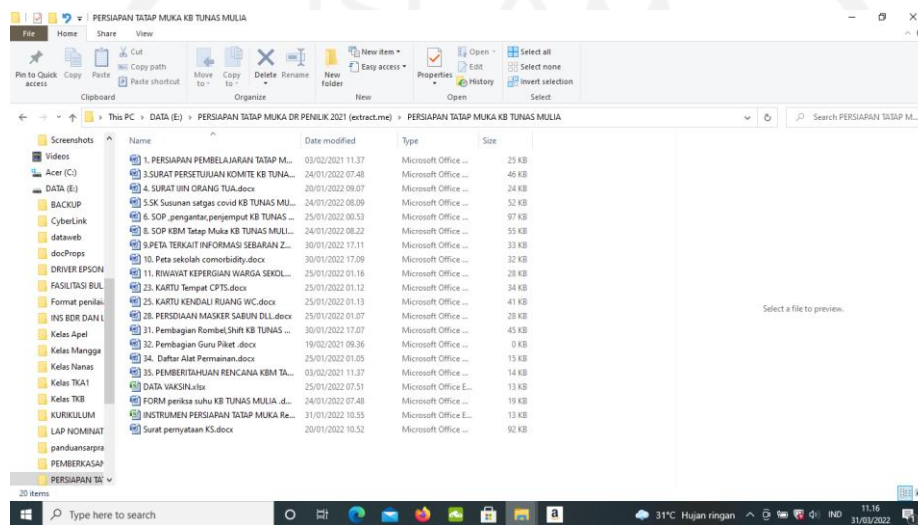 PERSIAPAN TATAP MUKA KB TUNAS MULIA
File Home Share View
Pin to Quick access
Copy
Paste
Cut
Copy path
Paste shortcut
Move to
Copy to
Delete
Rename
New folder
New item
Easy access
Properties
Open
Edit
History
Select all
Select none
Invert selection
Clipboard Organize New Open Select
This PC > DATA (E:) > PERSIAPAN TATAP MUKA DR PENILIK 2021 (extract.me) > PERSIAPAN TATAP MUKA KB TUNAS MULIA
Search PERSIAPAN TATAP M...
Screenshots
Videos
Acer (C:)
DATA (E:)
BACKUP
CyberLink
dataweb
docProps
DRIVER EPSON
FASILITASI BUL
Format penilai
INS BDR DAN L
Kelas Apel
Kelas Mangga
Kelas Nanas
Kelas TKA1
Kelas TKB
KURIKULUM
LAP NOMINAT
panduansarpra
PEMBERKASAN
PERSIAPAN TA
Name Date modified Type Size
1. PERSIAPAN PEMBELAJARAN TATAP M... 03/02/2021 11.37 Microsoft Office ... 25 KB
3.SURAT PERSETUJUAN KOMITE KB TUNA... 24/01/2022 07.48 Microsoft Office ... 46 KB
4. SURAT IJIN ORANG TUA.docx 20/01/2022 09.07 Microsoft Office ... 24 KB
5.SK Susunan satgas covid KB TUNAS MU... 24/01/2022 08.09 Microsoft Office ... 52 KB
6. SOP ,pengantar,penjemput KB TUNAS ... 25/01/2022 00.53 Microsoft Office ... 97 KB
8. SOP KBM Tatap Muka KB TUNAS MULI... 24/01/2022 08.22 Microsoft Office ... 55 KB
9.PETA TERKAIT INFORMASI SEBARAN Z... 30/01/2022 17.11 Microsoft Office ... 33 KB
10. Peta sekolah comorbidity.docx 30/01/2022 17.09 Microsoft Office ... 32 KB
11. RIWAYAT KEPERGIAN WARGA SEKOL... 25/01/2022 01.16 Microsoft Office ... 28 KB
23. KARTU Tempat CPTS.docx 25/01/2022 01.12 Microsoft Office ... 34 KB
25. KARTU KENDALI RUANG WC.docx 25/01/2022 01.13 Microsoft Office ... 41 KB
28. PERSDIAAN MASKER SABUN DLL.docx 25/01/2022 01.07 Microsoft Office ... 28 KB
31. Pembagian Rombel,Shift KB TUNAS ... 30/01/2022 17.07 Microsoft Office ... 45 KB
32. Pembagian Guru Piket .docx 19/02/2021 09.36 Microsoft Office ... 0 KB
34. Daftar Alat Permainan.docx 25/01/2022 01.05 Microsoft Office ... 15 KB
35. PEMBERITAHUAN RENCANA KBM TA... 03/02/2021 11.37 Microsoft Office ... 14 KB
DATA VAKSIN.xlsx 25/01/2022 07.51 Microsoft Office E... 13 KB
FORM periksa suhu KB TUNAS MULIA .d... 24/01/2022 07.48 Microsoft Office ... 19 KB
INSTRUMEN PERSIAPAN TATAP MUKA Re... 31/01/2022 10.55 Microsoft Office E... 13 KB
Surat pernyataan KS.docx 20/01/2022 10.52 Microsoft Office ... 92 KB
Select a file to preview.
20 items
Type here to search
31°C Hujan ringan
IND
11.16
31/03/2022